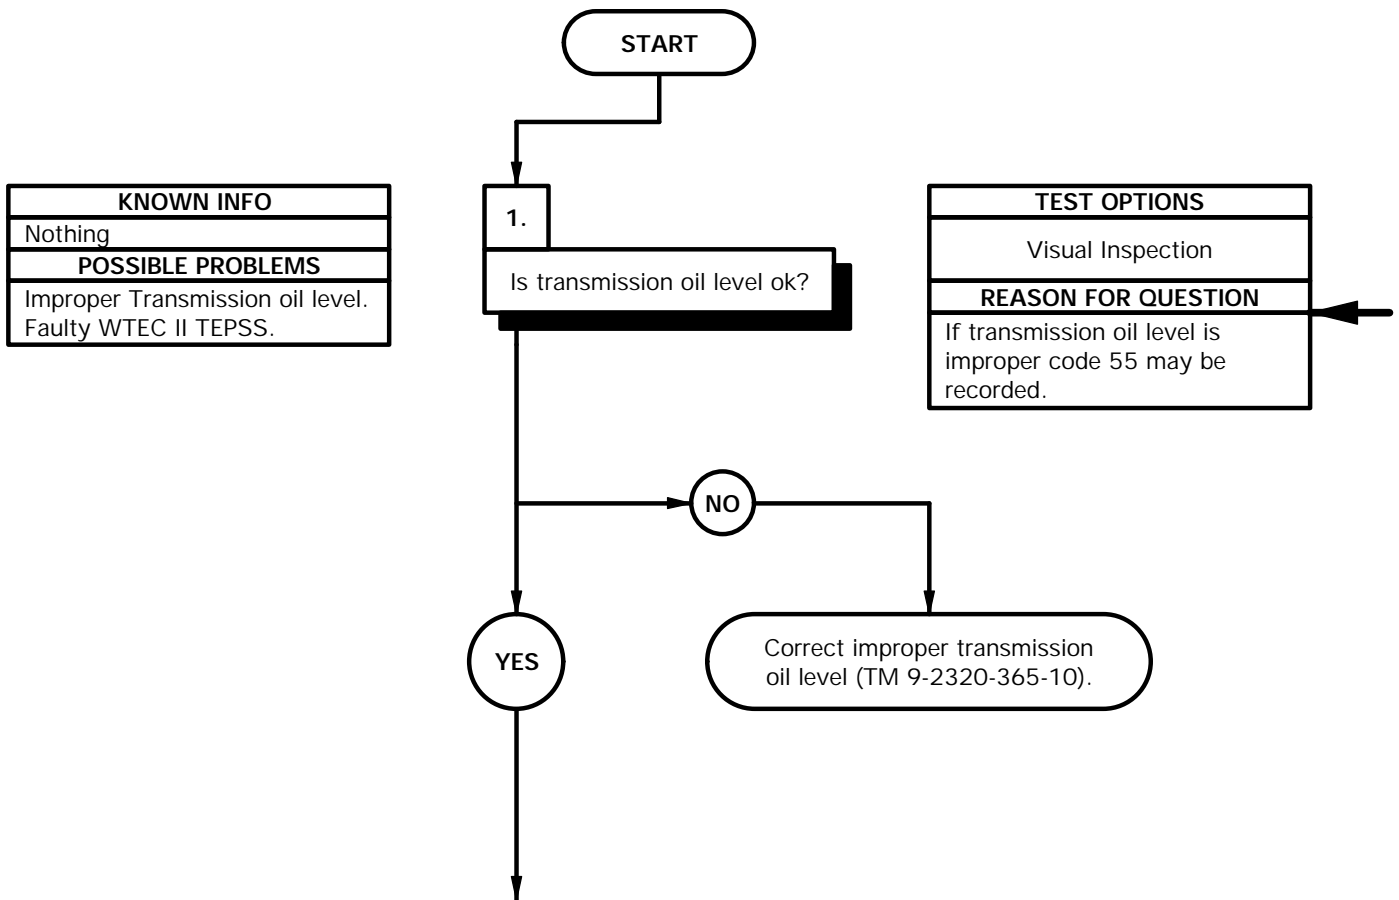 START
KNOWN INFO
Nothing
POSSIBLE PROBLEMS
Improper Transmission oil level.
Faulty WTEC II TEPSS.
1.
Is transmission oil level ok?
TEST OPTIONS
Visual Inspection
REASON FOR QUESTION
If transmission oil level is
improper code 55 may be
recorded.
NO
YES
Correct improper transmission
oil level (TM 9-2320-365-10).